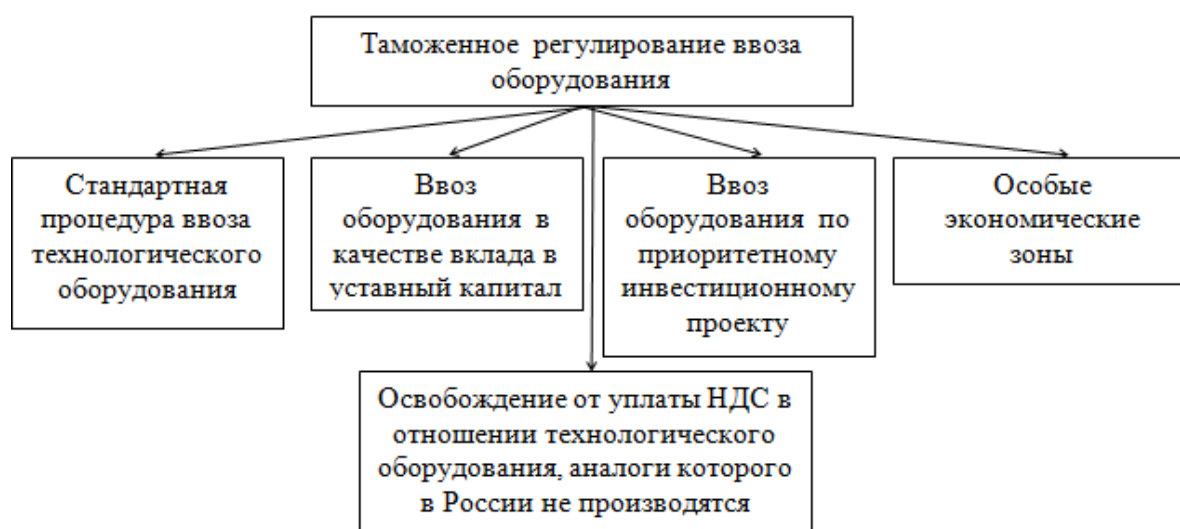 Таможенное регулирование ввоза
оборудования
Стандартная
процедура ввоза
технологического
оборудования
Ввоз
оборудования в
качестве вклада в
уставный капитал
Ввоз
оборудования по
приоритетному
инвестиционному
проекту
Особые
экономические
зоны
Освобождение от уплаты НДС в
отношении технологического
оборудования, аналоги которого
в России не производятся